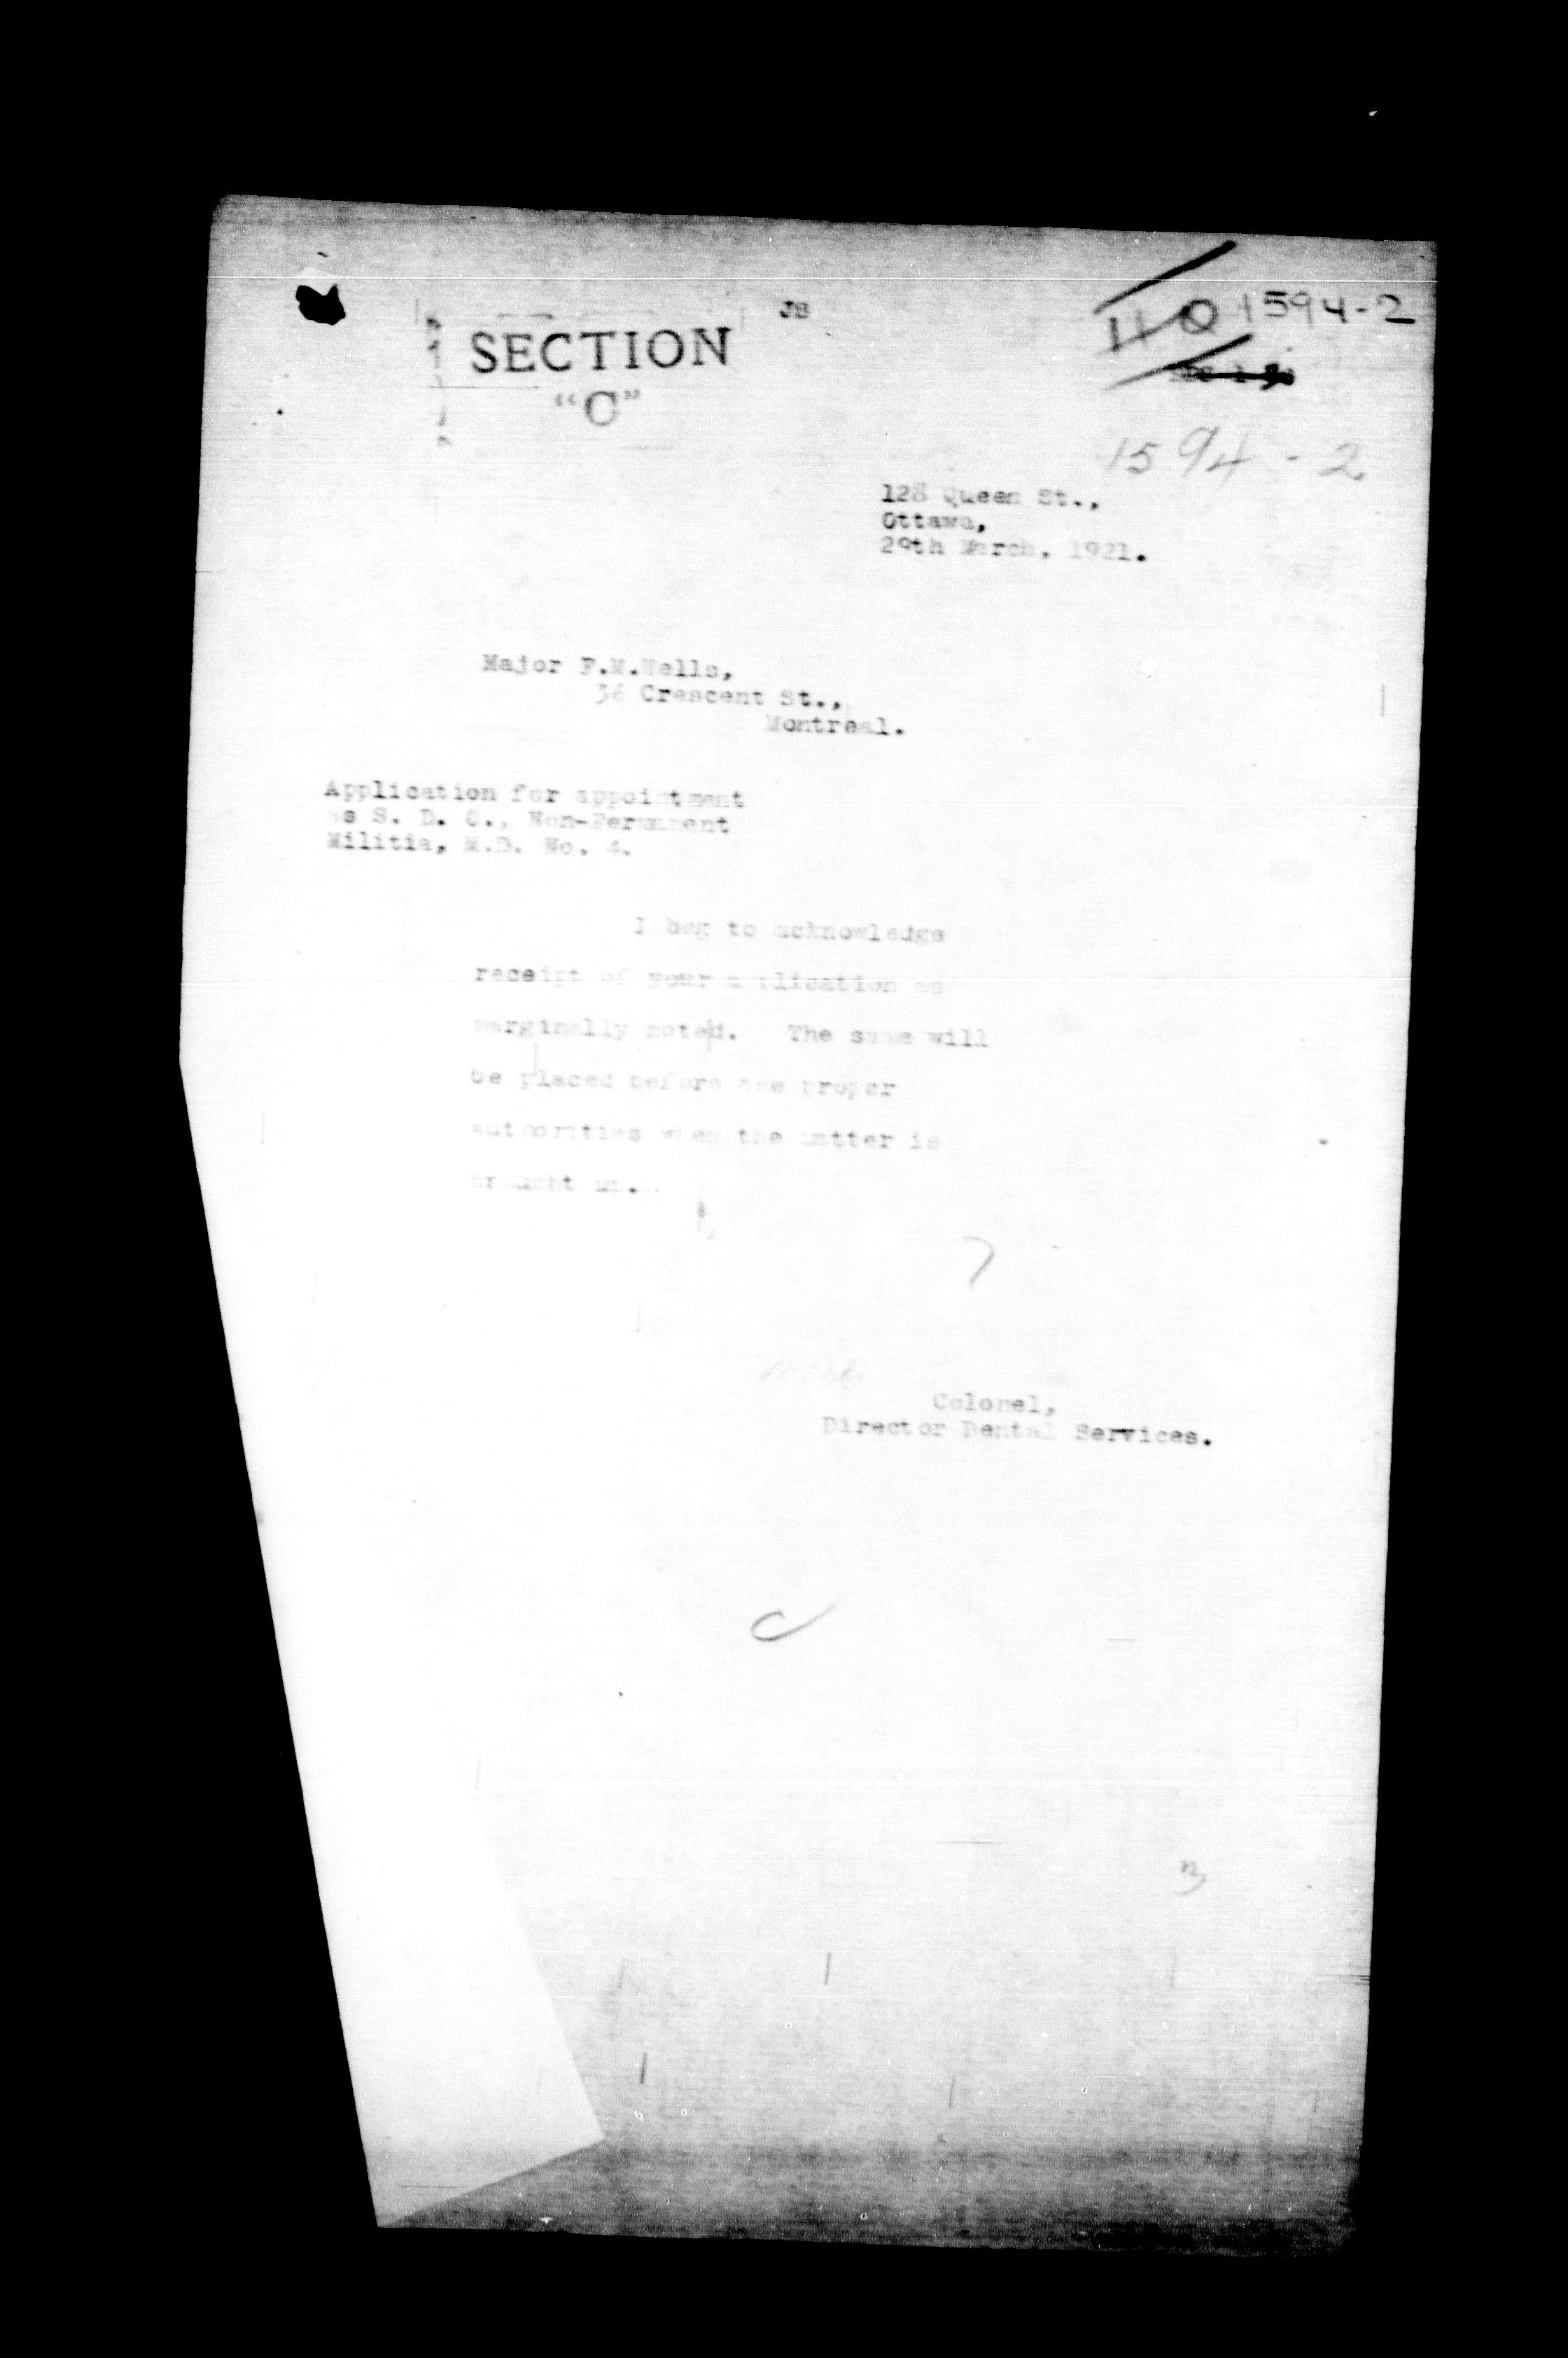 JB
SECTION
"C"
HQ 1594-2
1594-2
128 Queen St.,
Ottawa,
29th March, 1921.
Major F.M.Wells,
36 Crescent St.,
Montreal.
Application for appointment
as S. D. O., Non-Permanent
Militia, M.D. No. 4.
I beg to acknowledge
receipt of your application as
marginally noted. The same will
be placed before the proper
authorities when the matter is
brought up.
Colonel,
Director Dental Services.